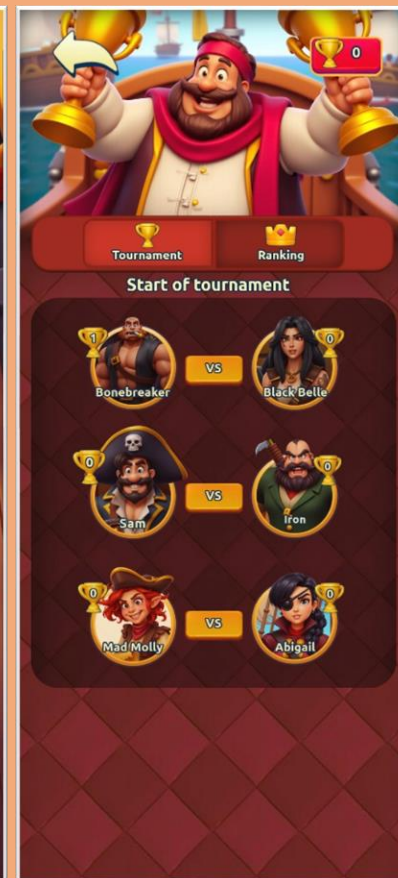 0
Tournament Ranking
Start of tournament
1 VS 0
Bonebreaker Black Belle
0 VS 0
Sam Iron
0 VS 0
Mad Molly Abigail